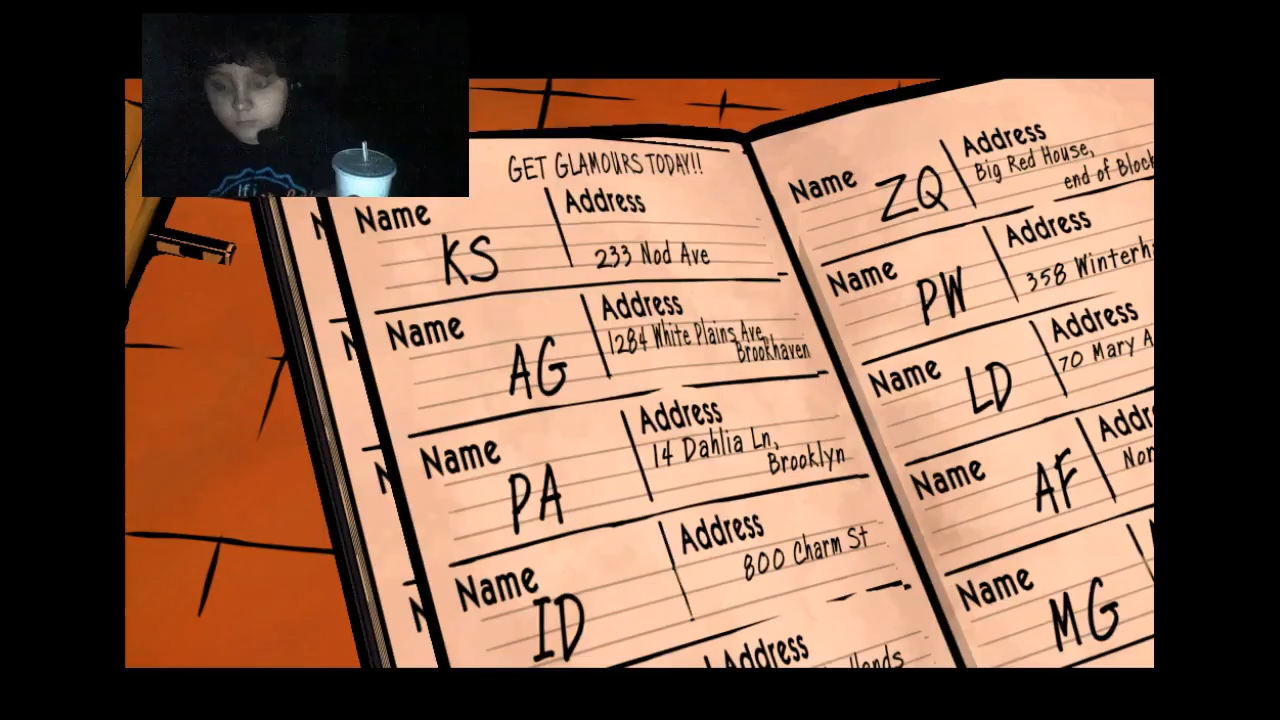 GET GLAMOURS TODAY!!
Name
KS
Address
233 Nod Ave
Name
AG
Address
1284 White Plains Ave,
Brookhaven
Name
PA
Address
14 Dahlia Ln,
Brooklyn
Name
ID
Address
800 Charm St
Address
Name
ZQ
Address
Big Red House,
end of Block
Name
PW
Address
358
Name
LD
Address
70 Mary
Name
AF
Name
MG